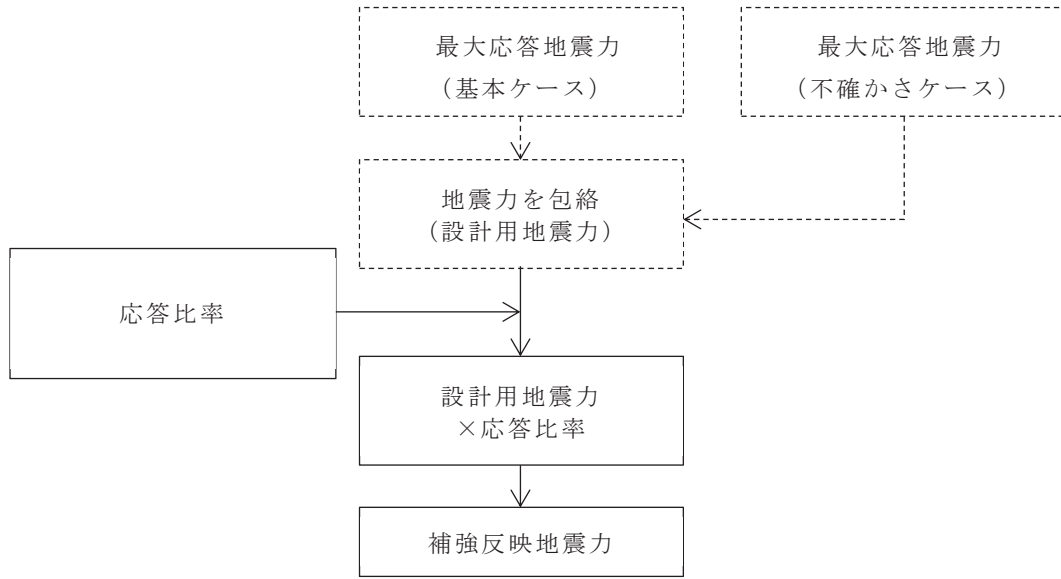 最大応答地震力
（基本ケース）
最大応答地震力
（不確かさケース）
地震力を包絡
（設計用地震力）
応答比率
設計用地震力
×応答比率
補強反映地震力